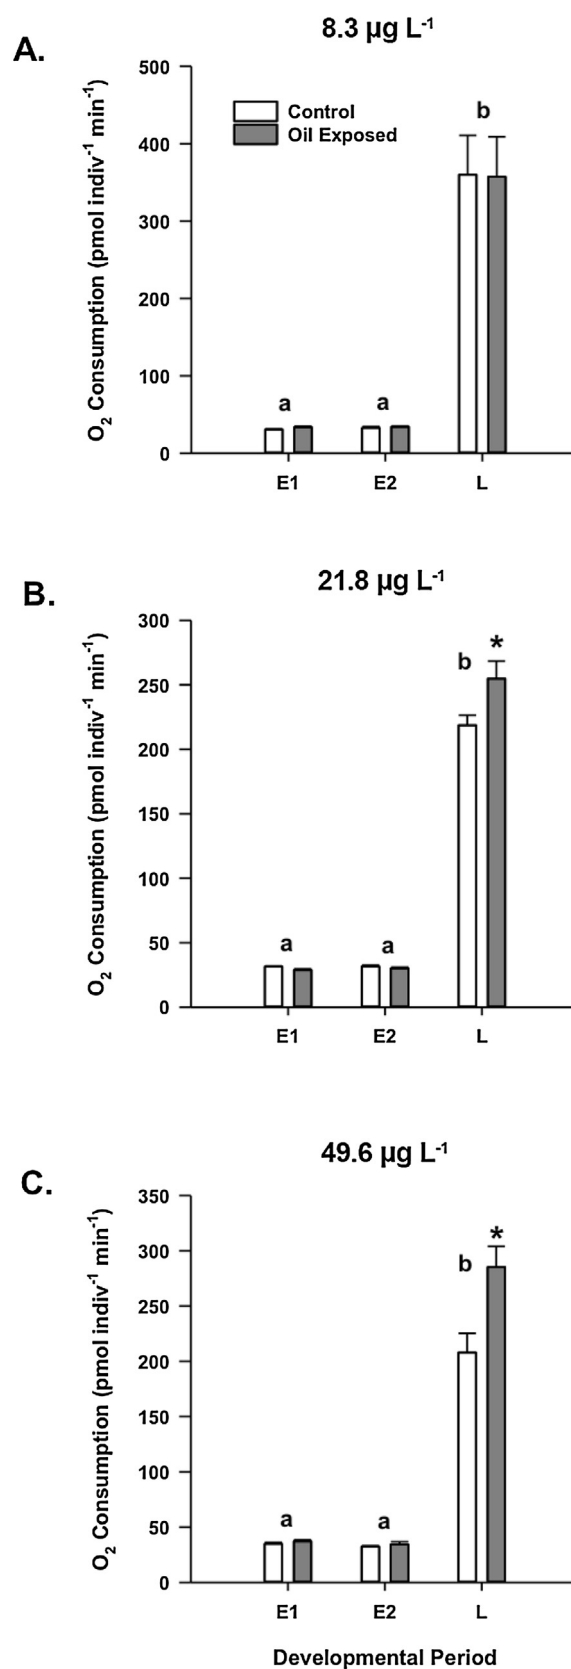 A.
8.3 µg L⁻¹
O₂ Consumption (pmol indiv⁻¹ min⁻¹)
500
400
300
200
100
0
Control
Oil Exposed
a
a
b
E1 E2 L
B.
21.8 µg L⁻¹
O₂ Consumption (pmol indiv⁻¹ min⁻¹)
300
250
200
150
100
50
0
a
a
b *
E1 E2 L
C.
49.6 µg L⁻¹
O₂ Consumption (pmol indiv⁻¹ min⁻¹)
350
300
250
200
150
100
50
0
a
a
b *
E1 E2 L
Developmental Period